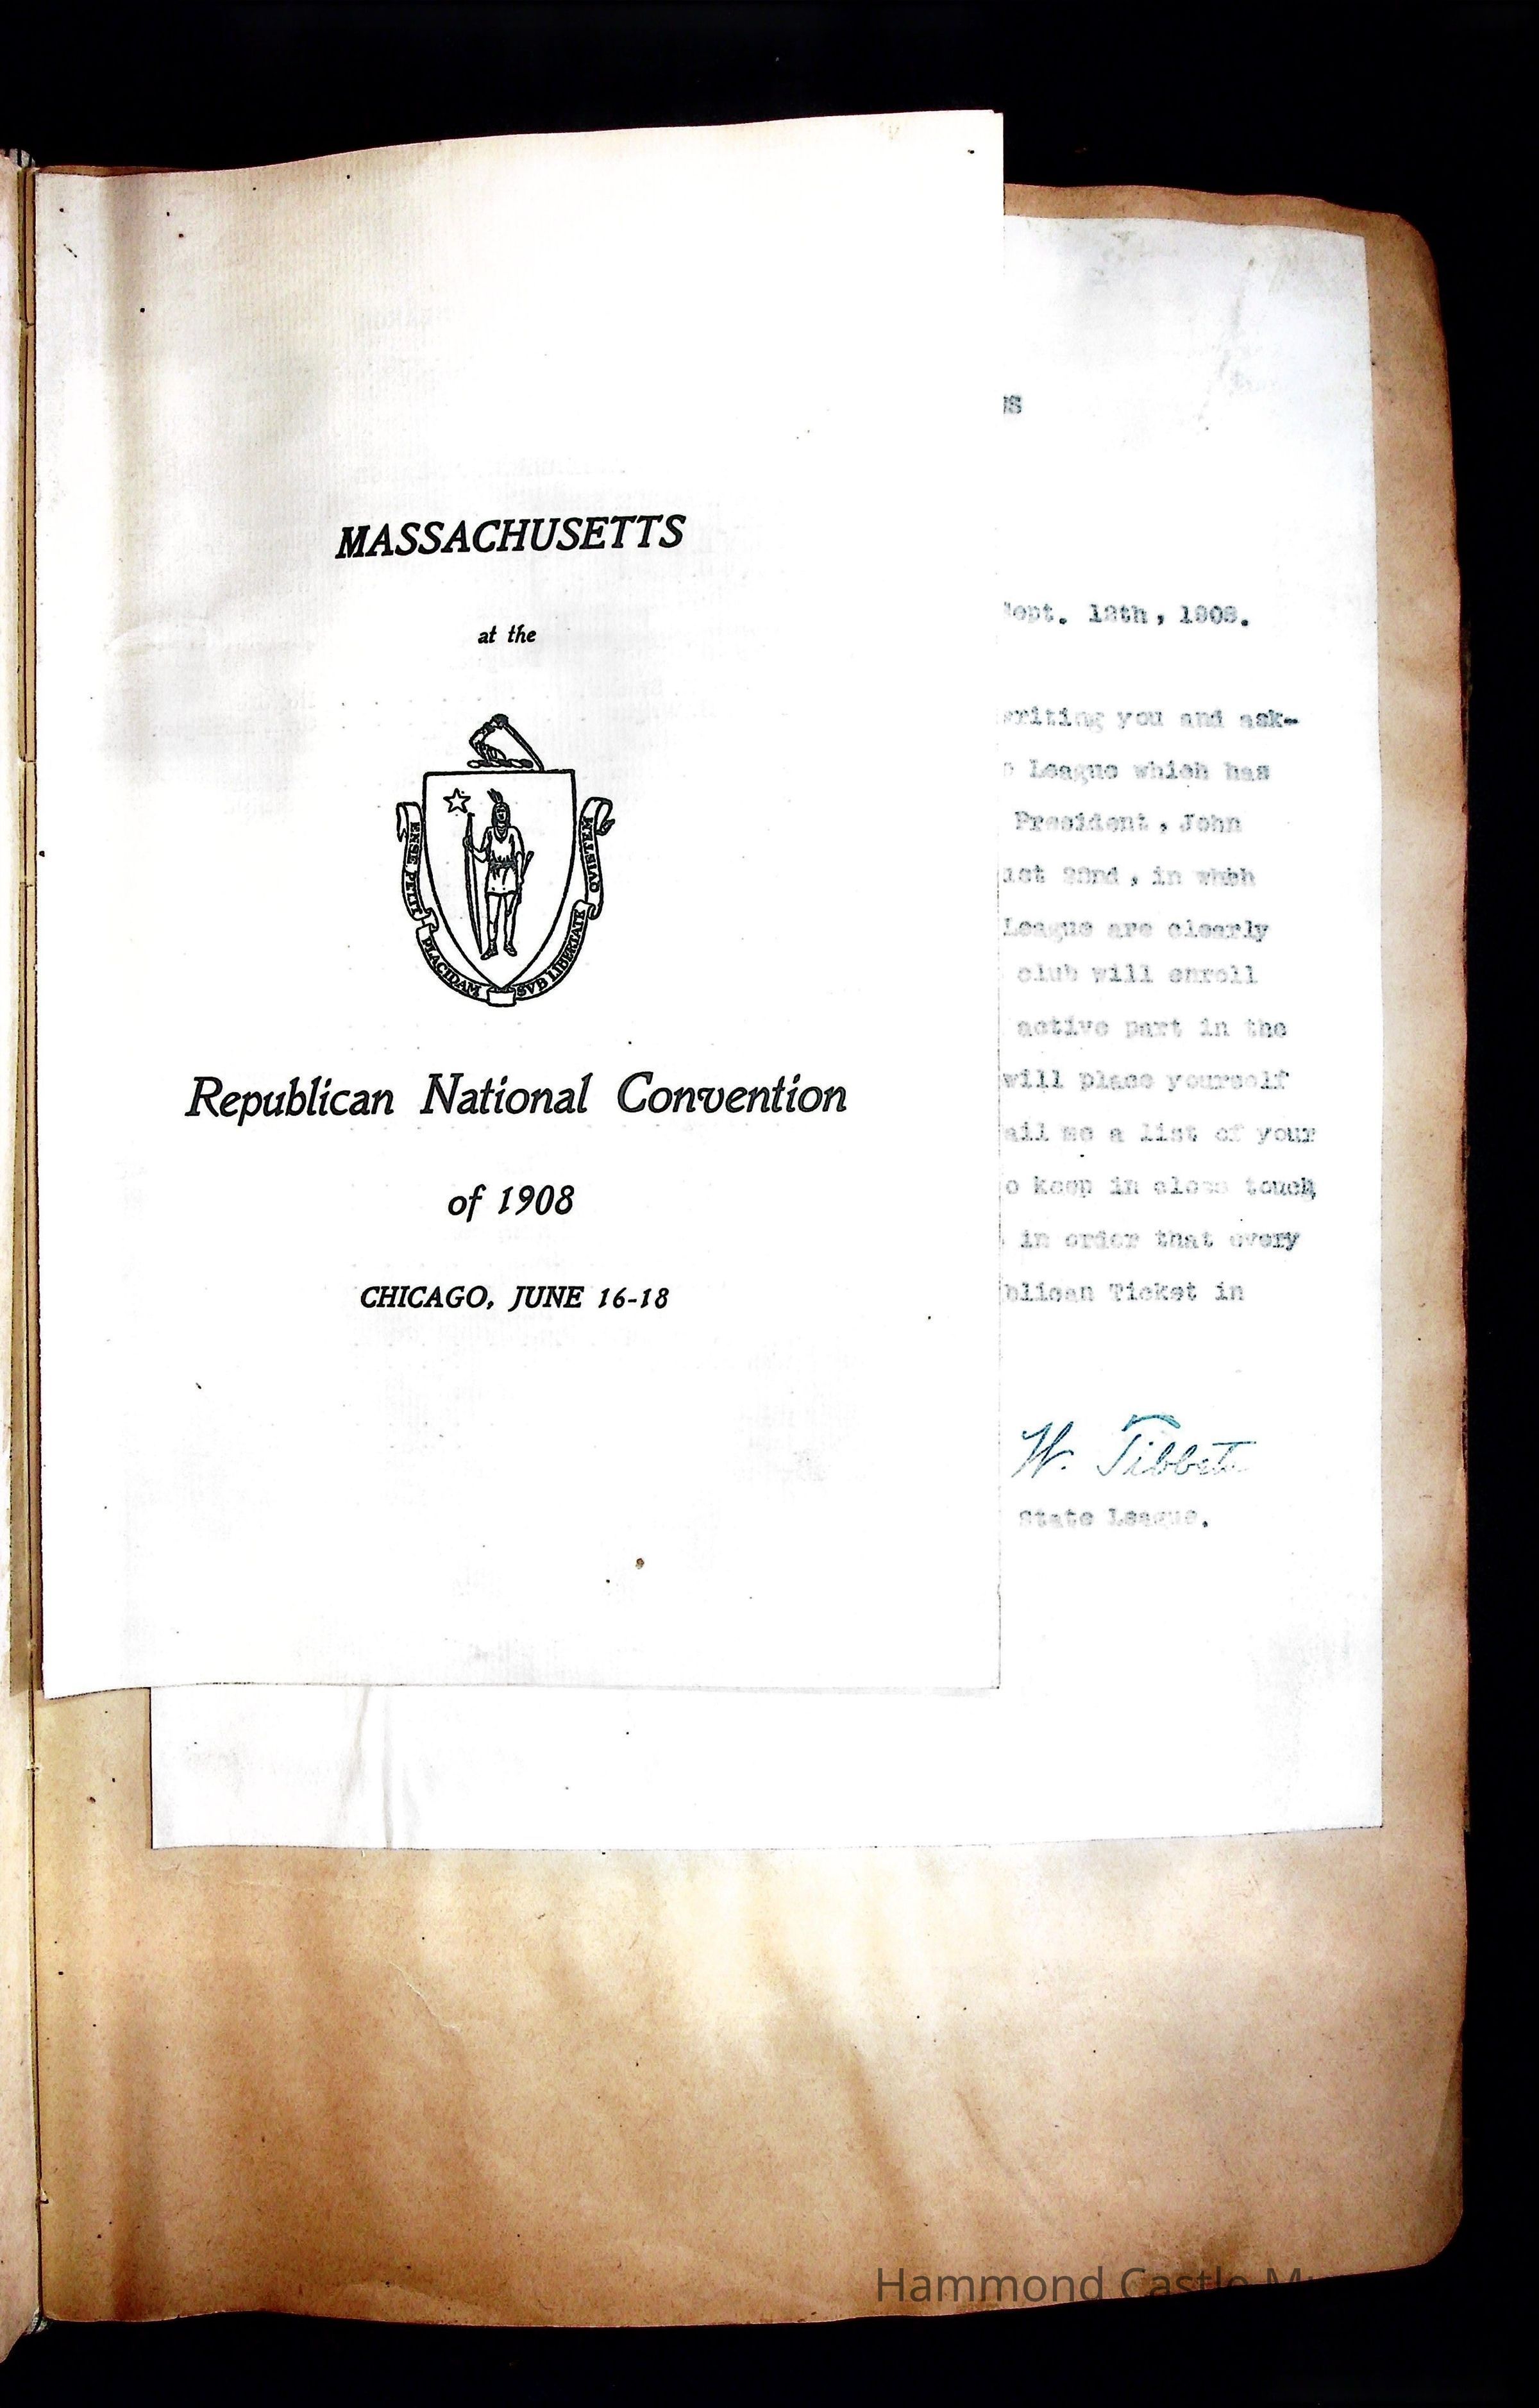 MASSACHUSETTS
at the
ENSE PETIT
PLACIDAM
SVB LIBERTATE
QVIETEM
Republican National Convention
of 1908
CHICAGO, JUNE 16-18
Sept. 12th, 1908.
writing you and ask-
League which has
President, John
22nd, in whhh
League are clearly
club will enroll
active part in the
will place yourself
ail me a list of your
o keep in close touch
in order that every
blican Ticket in
W. Tibbetts
State League.
Hammond Castle